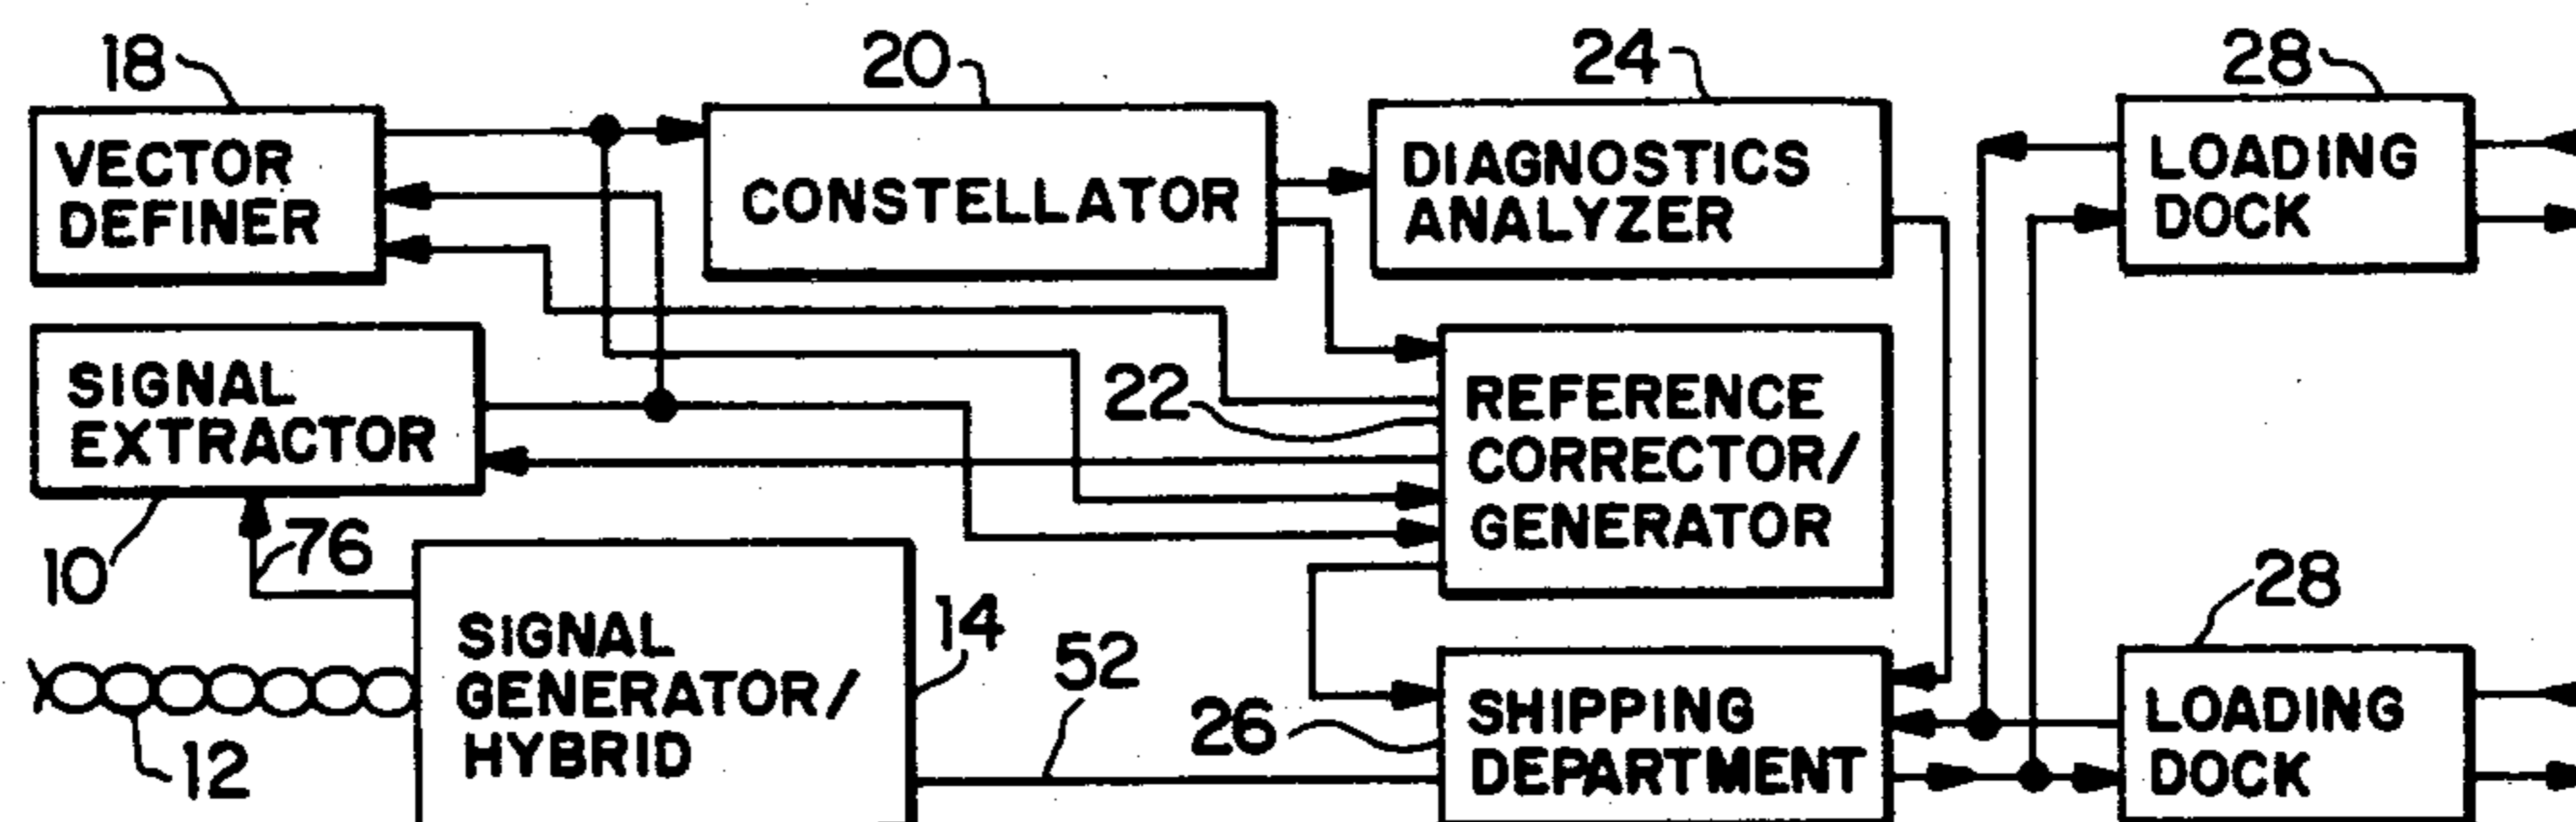 18
20
24
28
VECTOR
DEFINER
CONSTELLATOR
DIAGNOSTICS
ANALYZER
LOADING
DOCK
SIGNAL
EXTRACTOR
22
REFERENCE
CORRECTOR/
GENERATOR
10
76
14
28
SIGNAL
GENERATOR/
HYBRID
52
12
26
SHIPPING
DEPARTMENT
LOADING
DOCK